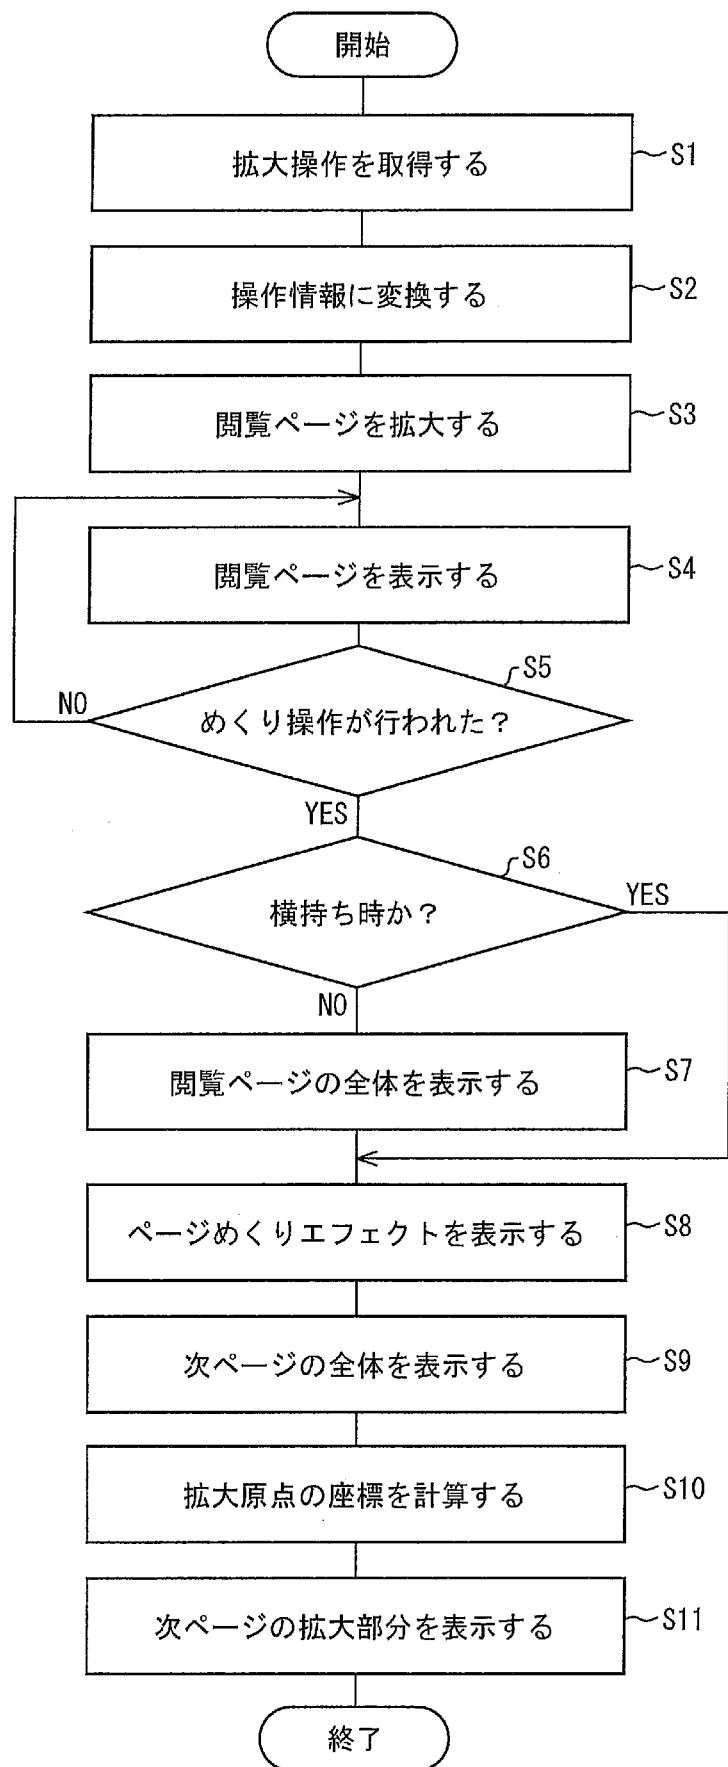 開始
拡大操作を取得する
S1
操作情報に変換する
S2
閲覧ページを拡大する
S3
閲覧ページを表示する
S4
S5
NO
めくり操作が行われた？
YES
S6
YES
横持ち時か？
NO
閲覧ページの全体を表示する
S7
ページめくりエフェクトを表示する
S8
次ページの全体を表示する
S9
拡大原点の座標を計算する
S10
次ページの拡大部分を表示する
S11
終了